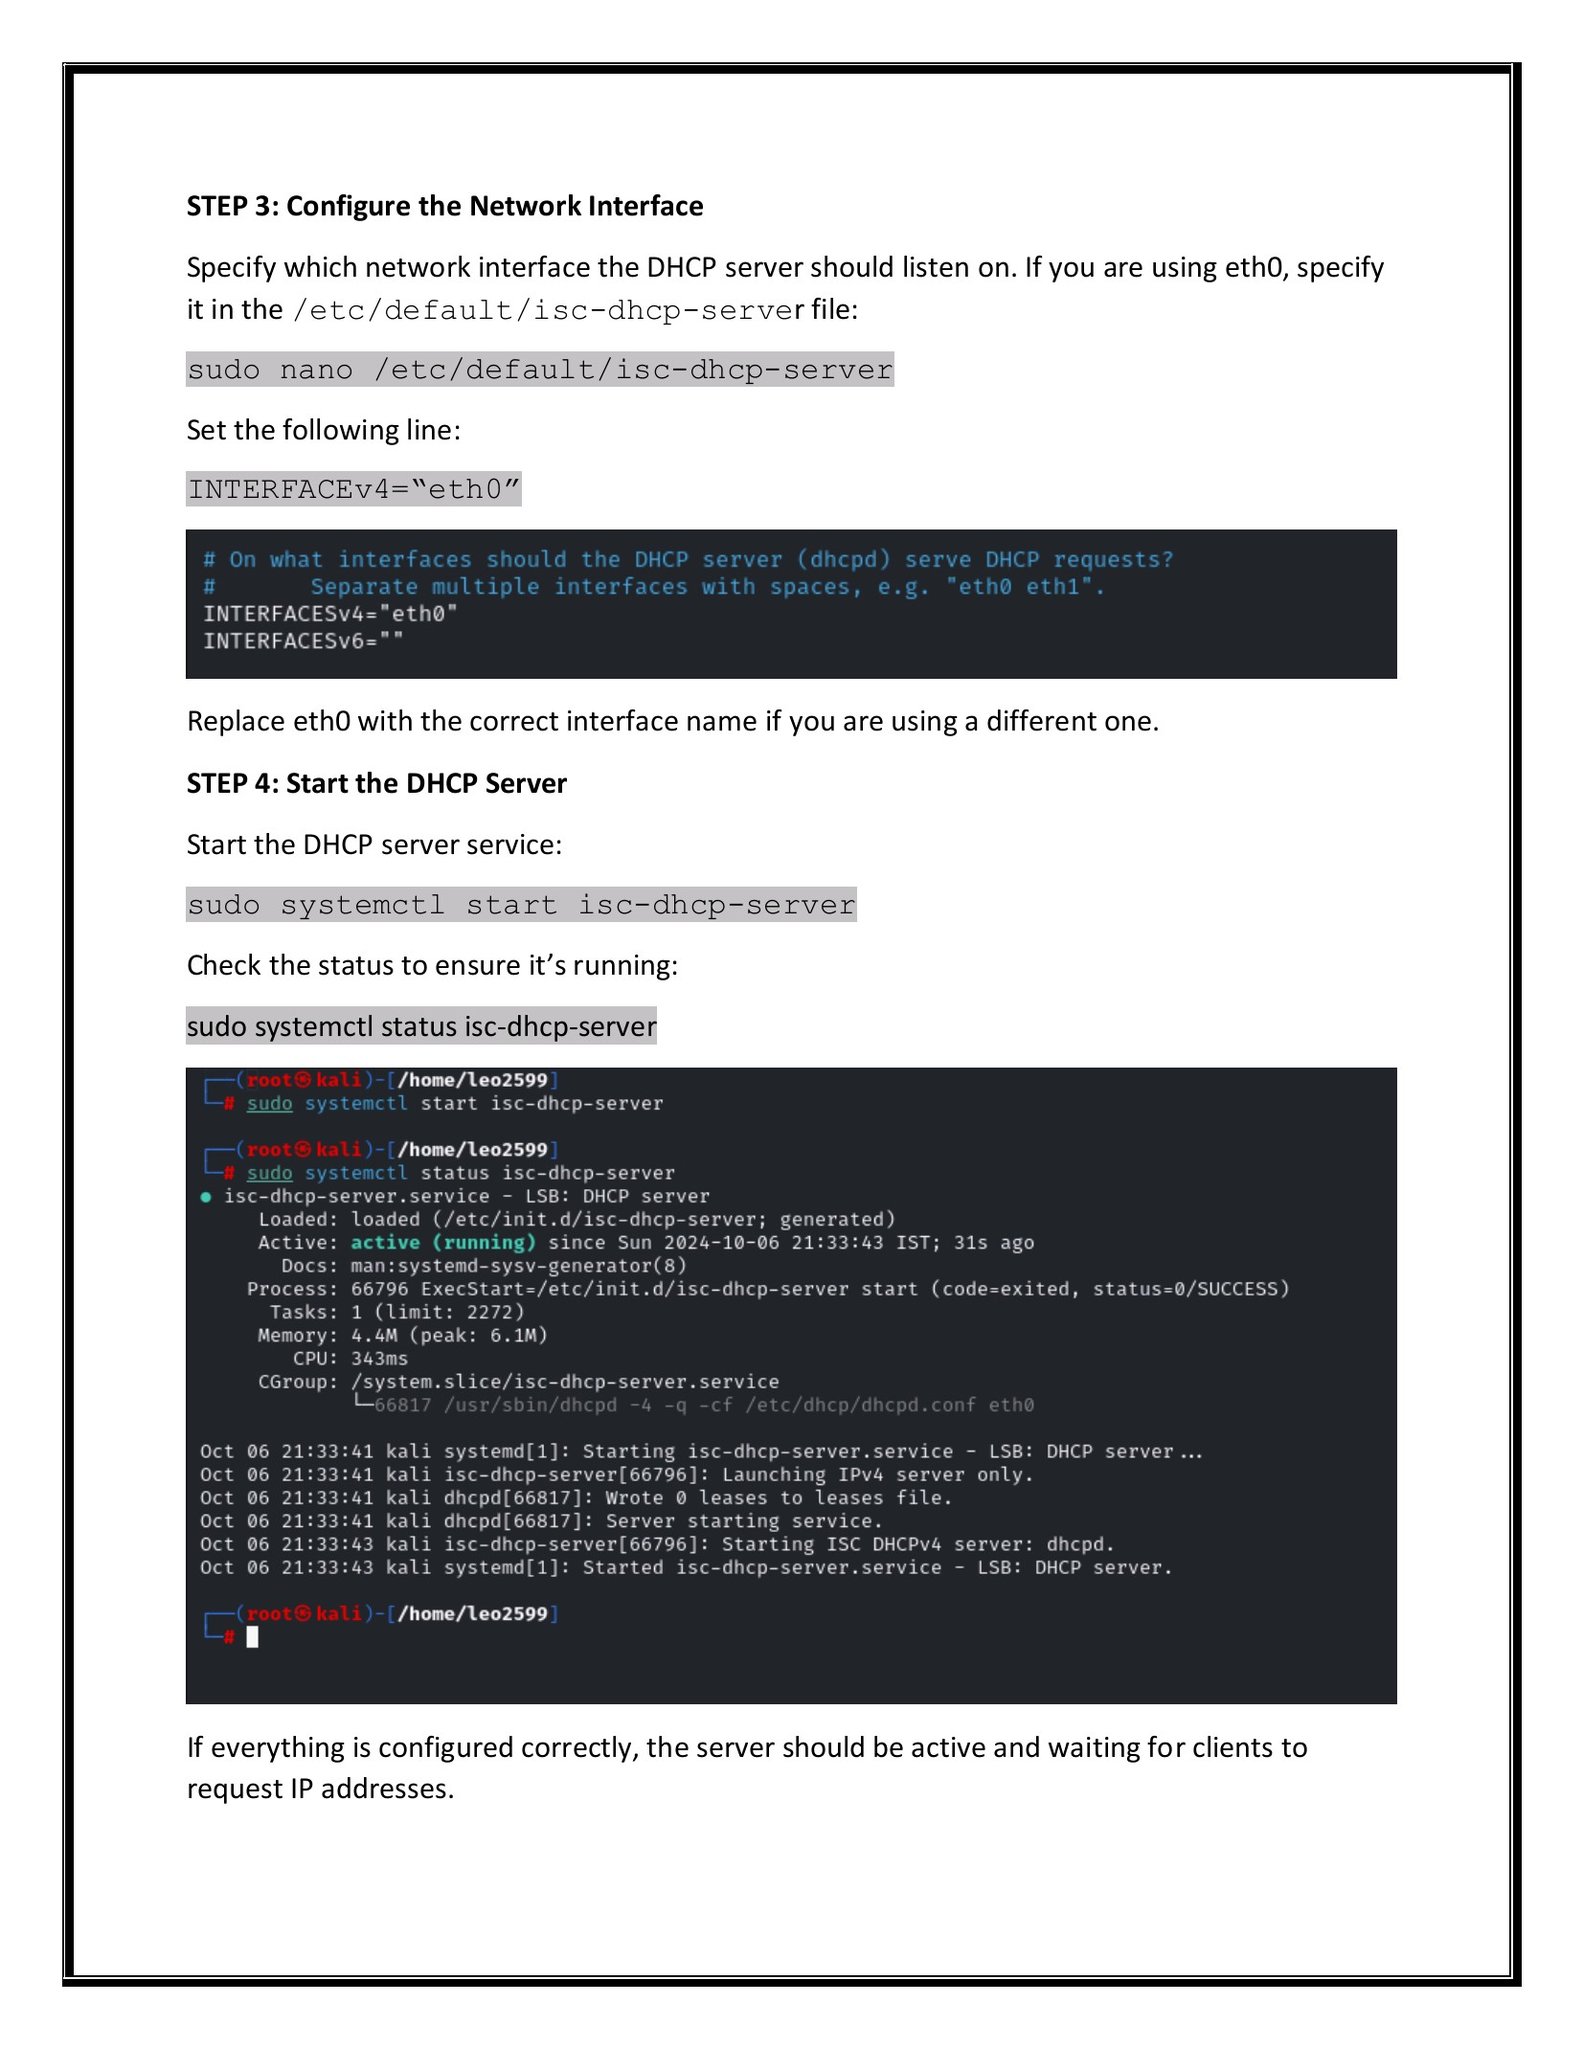 STEP 3: Configure the Network Interface
Specify which network interface the DHCP server should listen on. If you are using eth0, specify
it in the /etc/default/isc-dhcp-server file:
sudo nano /etc/default/isc-dhcp-server
Set the following line:
INTERFACEv4=“eth0”
# On what interfaces should the DHCP server (dhcpd) serve DHCP requests?
#       Separate multiple interfaces with spaces, e.g. "eth0 eth1".
INTERFACESv4="eth0"
INTERFACESv6=""
Replace eth0 with the correct interface name if you are using a different one.
STEP 4: Start the DHCP Server
Start the DHCP server service:
sudo systemctl start isc-dhcp-server
Check the status to ensure it’s running:
sudo systemctl status isc-dhcp-server
┌──(root㉿kali)-[/home/leo2599]
└─# sudo systemctl start isc-dhcp-server
┌──(root㉿kali)-[/home/leo2599]
└─# sudo systemctl status isc-dhcp-server
● isc-dhcp-server.service - LSB: DHCP server
Loaded: loaded (/etc/init.d/isc-dhcp-server; generated)
Active: active (running) since Sun 2024-10-06 21:33:43 IST; 31s ago
Docs: man:systemd-sysv-generator(8)
Process: 66796 ExecStart=/etc/init.d/isc-dhcp-server start (code=exited, status=0/SUCCESS)
Tasks: 1 (limit: 2272)
Memory: 4.4M (peak: 6.1M)
CPU: 343ms
CGroup: /system.slice/isc-dhcp-server.service
└─66817 /usr/sbin/dhcpd -4 -q -cf /etc/dhcp/dhcpd.conf eth0
Oct 06 21:33:41 kali systemd[1]: Starting isc-dhcp-server.service - LSB: DHCP server...
Oct 06 21:33:41 kali isc-dhcp-server[66796]: Launching IPv4 server only.
Oct 06 21:33:41 kali dhcpd[66817]: Wrote 0 leases to leases file.
Oct 06 21:33:41 kali dhcpd[66817]: Server starting service.
Oct 06 21:33:43 kali isc-dhcp-server[66796]: Starting ISC DHCPv4 server: dhcpd.
Oct 06 21:33:43 kali systemd[1]: Started isc-dhcp-server.service - LSB: DHCP server.
┌──(root㉿kali)-[/home/leo2599]
└─#
If everything is configured correctly, the server should be active and waiting for clients to
request IP addresses.